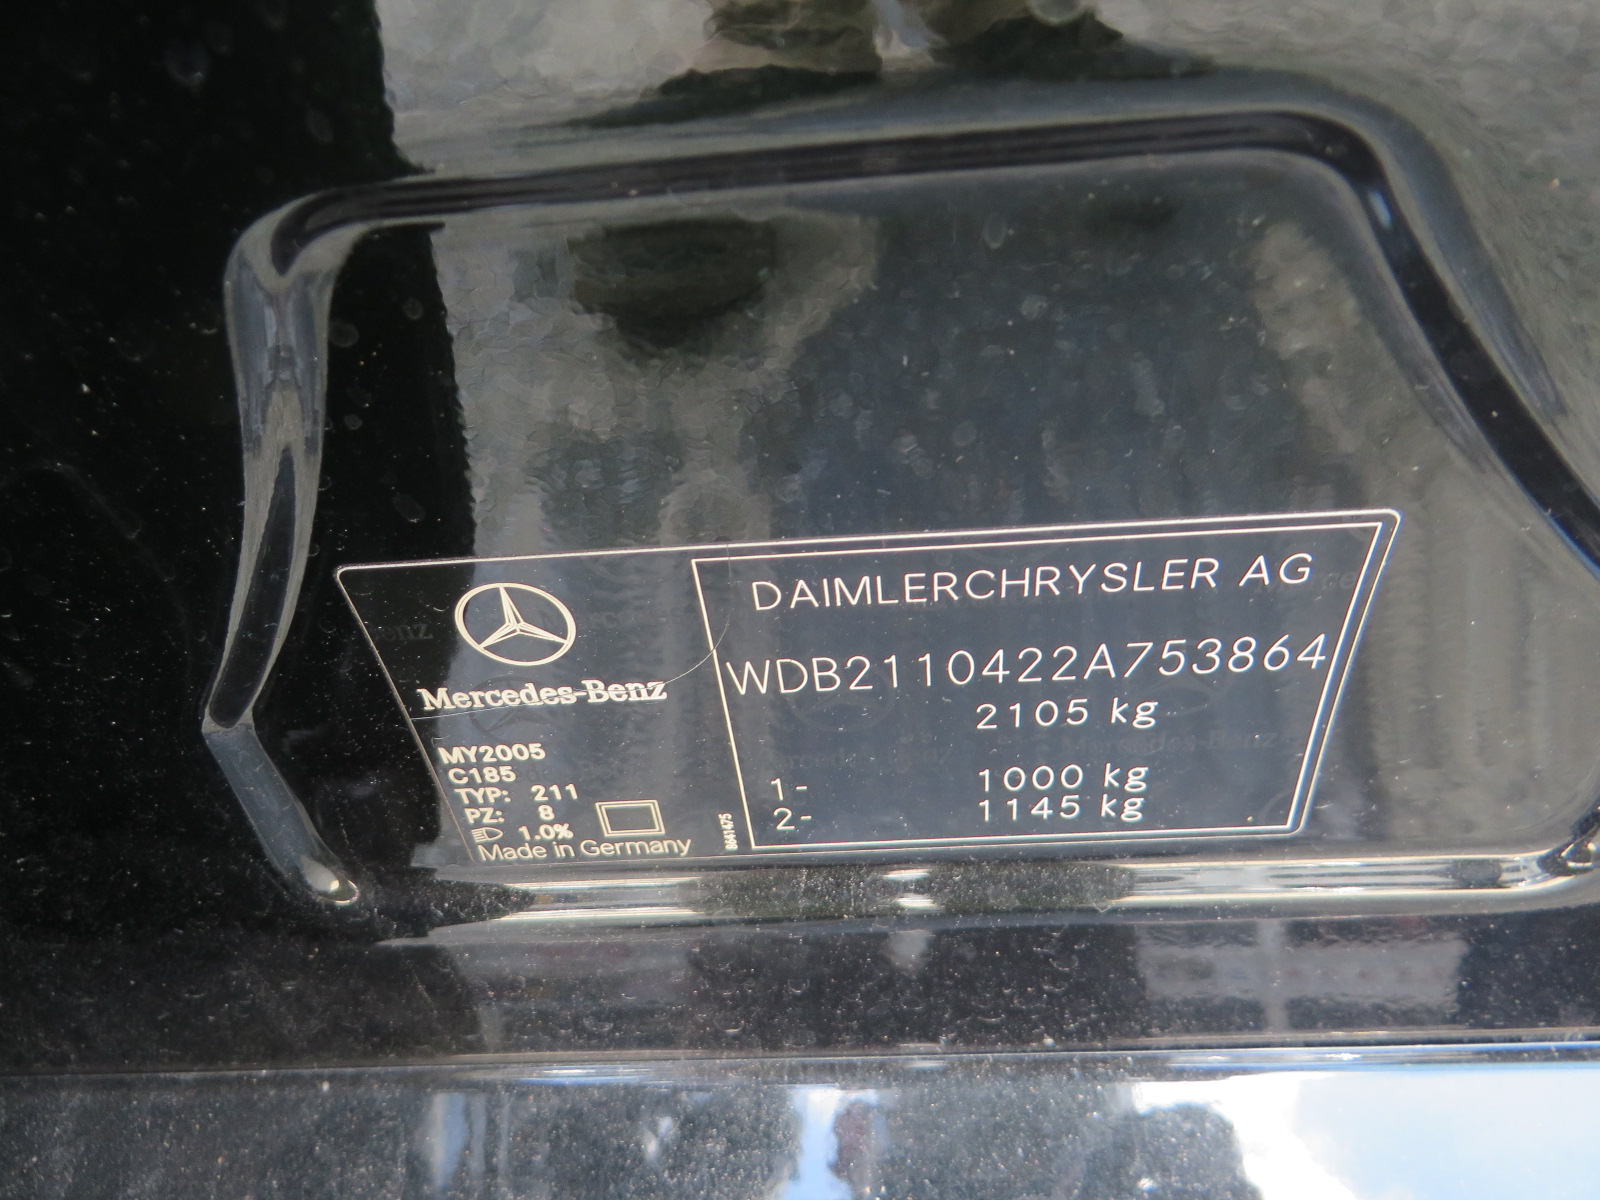 Mercedes-Benz
MY2005
C185
TYP: 211
PZ: 8
1.0%
Made in Germany
8641475
DAIMLERCHRYSLER AG
WDB2110422A753864
2105 kg
1- 1000 kg
2- 1145 kg